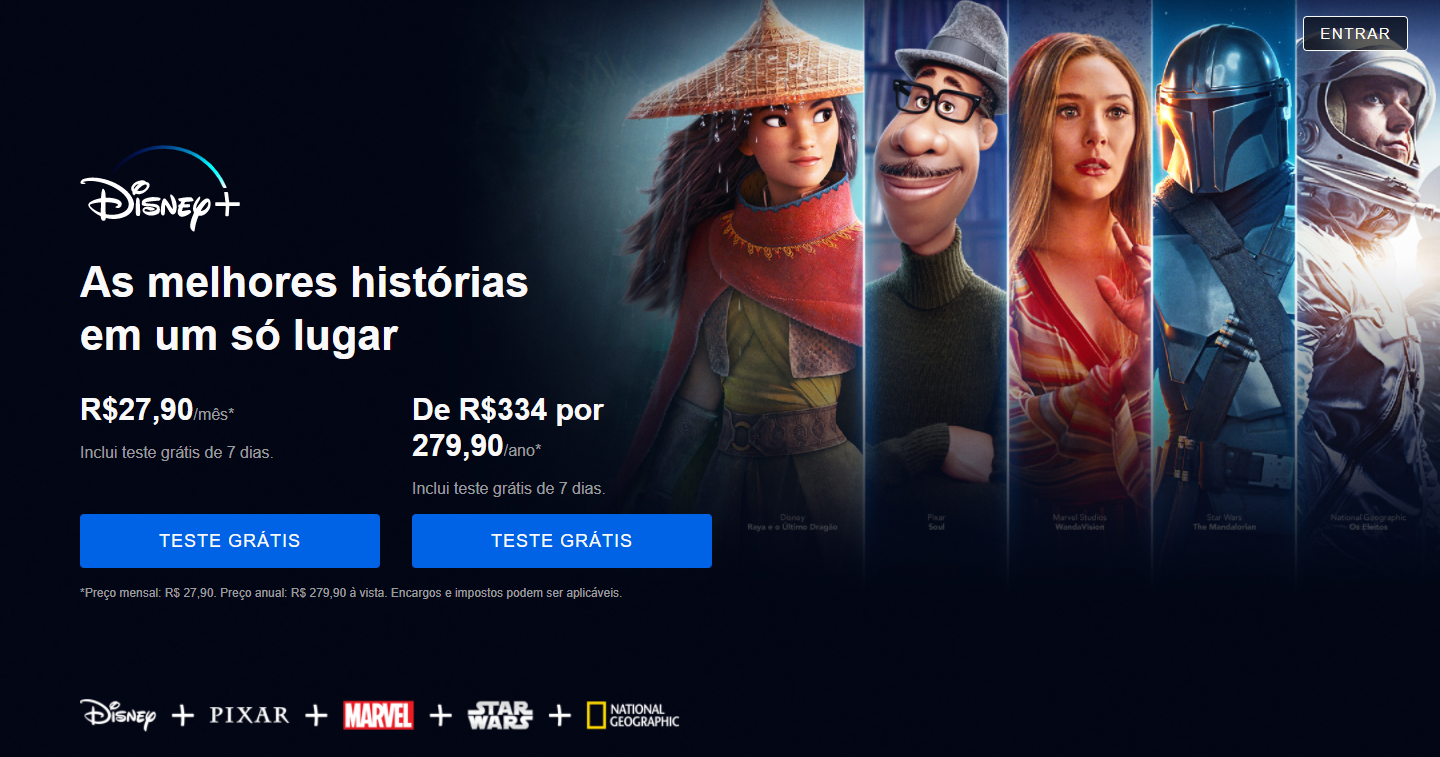 ENTRAR
Disney+
As melhores histórias
em um só lugar
R$27,90/mês*
Inclui teste grátis de 7 dias.
TESTE GRÁTIS
De R$334 por
279,90/ano*
Inclui teste grátis de 7 dias.
TESTE GRÁTIS
*Preço mensal: R$ 27,90. Preço anual: R$ 279,90 à vista. Encargos e impostos podem ser aplicáveis.
Disney
Raya e o Último Dragão
Pixar
Soul
Marvel Studios
WandaVision
Star Wars
The Mandalorian
National Geographic
Os Eleitos
Disney + PIXAR + MARVEL + STAR WARS + NATIONAL GEOGRAPHIC